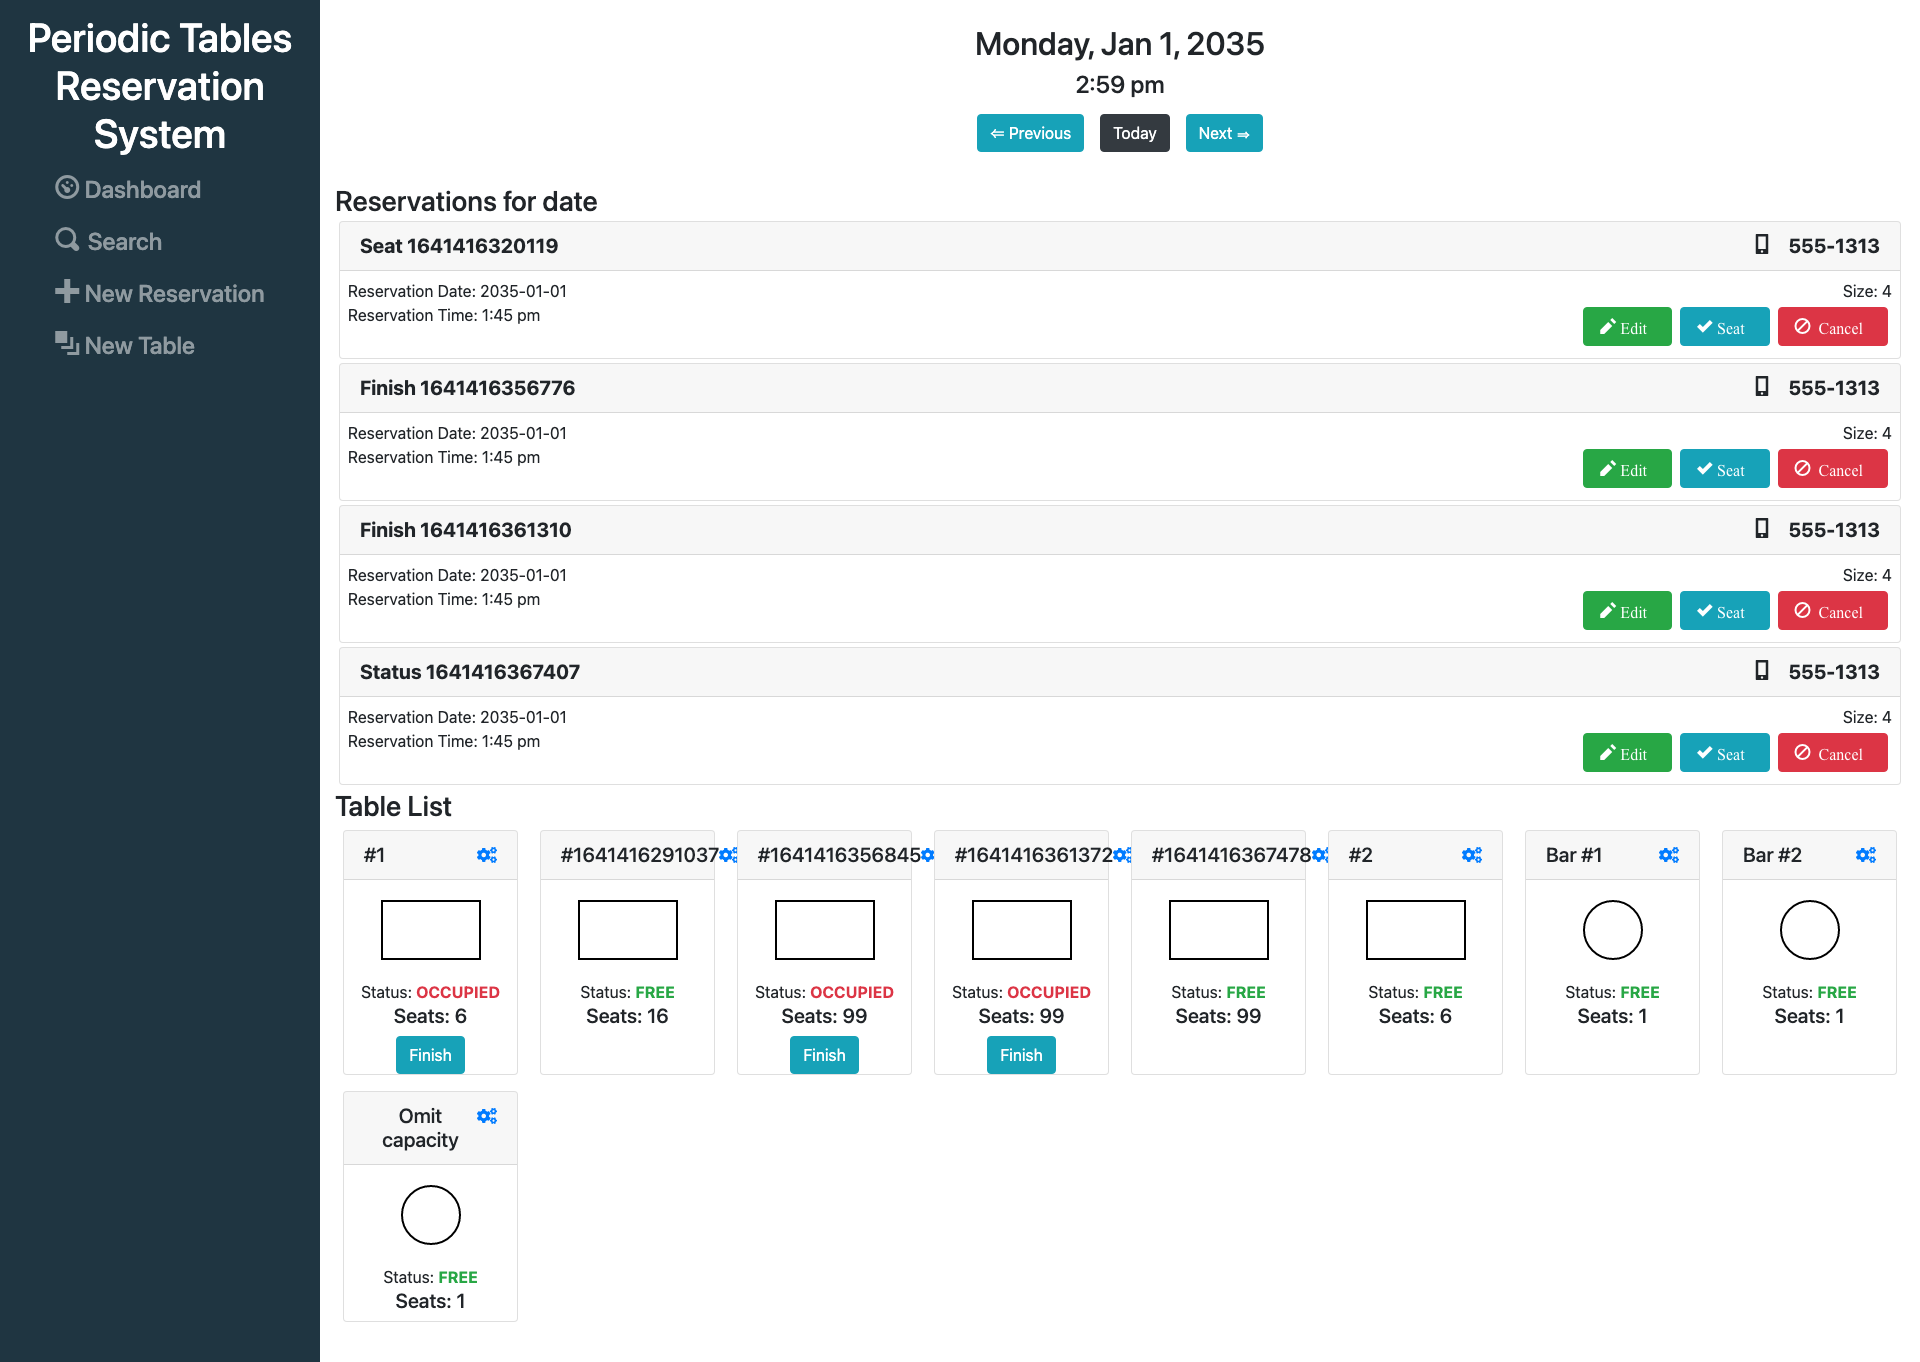 Periodic Tables
Reservation
System
Dashboard
Search
New Reservation
New Table
Monday, Jan 1, 2035
2:59 pm
⇐ Previous Today Next ⇒
Reservations for date
Seat 1641416320119 555-1313
Reservation Date: 2035-01-01 Size: 4
Reservation Time: 1:45 pm
Edit Seat Cancel
Finish 1641416356776 555-1313
Reservation Date: 2035-01-01 Size: 4
Reservation Time: 1:45 pm
Edit Seat Cancel
Finish 1641416361310 555-1313
Reservation Date: 2035-01-01 Size: 4
Reservation Time: 1:45 pm
Edit Seat Cancel
Status 1641416367407 555-1313
Reservation Date: 2035-01-01 Size: 4
Reservation Time: 1:45 pm
Edit Seat Cancel
Table List
#1
Status: OCCUPIED
Seats: 6
Finish
#1641416291037
Status: FREE
Seats: 16
#1641416356845
Status: OCCUPIED
Seats: 99
Finish
#1641416361372
Status: OCCUPIED
Seats: 99
Finish
#1641416367478
Status: FREE
Seats: 99
#2
Status: FREE
Seats: 6
Bar #1
Status: FREE
Seats: 1
Bar #2
Status: FREE
Seats: 1
Omit
capacity
Status: FREE
Seats: 1